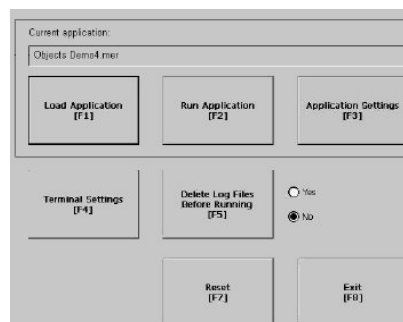 Current application:
Objects Demo4.mer
Load Application
[F1]
Run Application
[F2]
Application Settings
[F3]
Terminal Settings
[F4]
Delete Log Files
Before Running
[F5]
Yes
No
Reset
[F7]
Exit
[F8]